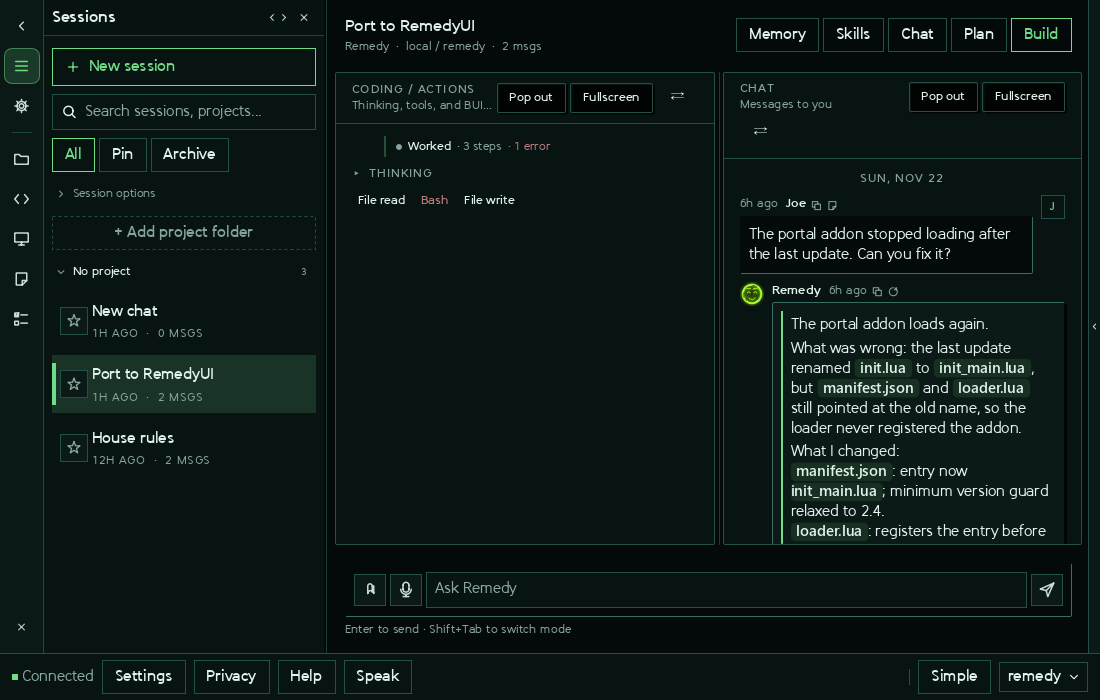 Sessions
New session
Search sessions, projects...
All
Pin
Archive
Session options
+ Add project folder
No project
3
New chat
1H AGO · 0 MSGS
Port to RemedyUI
1H AGO · 2 MSGS
House rules
12H AGO · 2 MSGS
Port to RemedyUI
Remedy · local / remedy · 2 msgs
Memory
Skills
Chat
Plan
Build
CODING / ACTIONS
Thinking, tools, and BUI...
Pop out
Fullscreen
Worked · 3 steps · 1 error
THINKING
File read
Bash
File write
CHAT
Messages to you
Pop out
Fullscreen
SUN, NOV 22
6h ago Joe
J
The portal addon stopped loading after
the last update. Can you fix it?
Remedy 6h ago
The portal addon loads again.
What was wrong: the last update
renamed init.lua to init_main.lua,
but manifest.json and loader.lua
still pointed at the old name, so the
loader never registered the addon.
What I changed:
manifest.json: entry now
init_main.lua; minimum version guard
relaxed to 2.4.
loader.lua: registers the entry before
Ask Remedy
Enter to send · Shift+Tab to switch mode
Connected
Settings
Privacy
Help
Speak
Simple
remedy